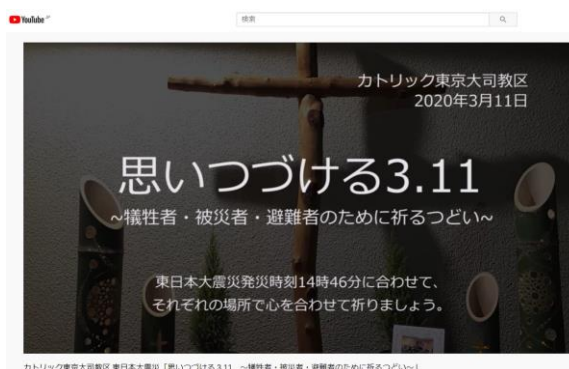 YouTube JP
検索
カトリック東京大司教区
2020年3月11日
思いつづける3.11
~犠牲者・被災者・避難者のために祈るつどい~
東日本大震災発災時刻14時46分に合わせて、
それぞれの場所で心を合わせて祈りましょう。
カトリック東京大司教区 東日本大震災「思いつづける3.11 ~犠牲者・被災者・避難者のために祈るつどい~」